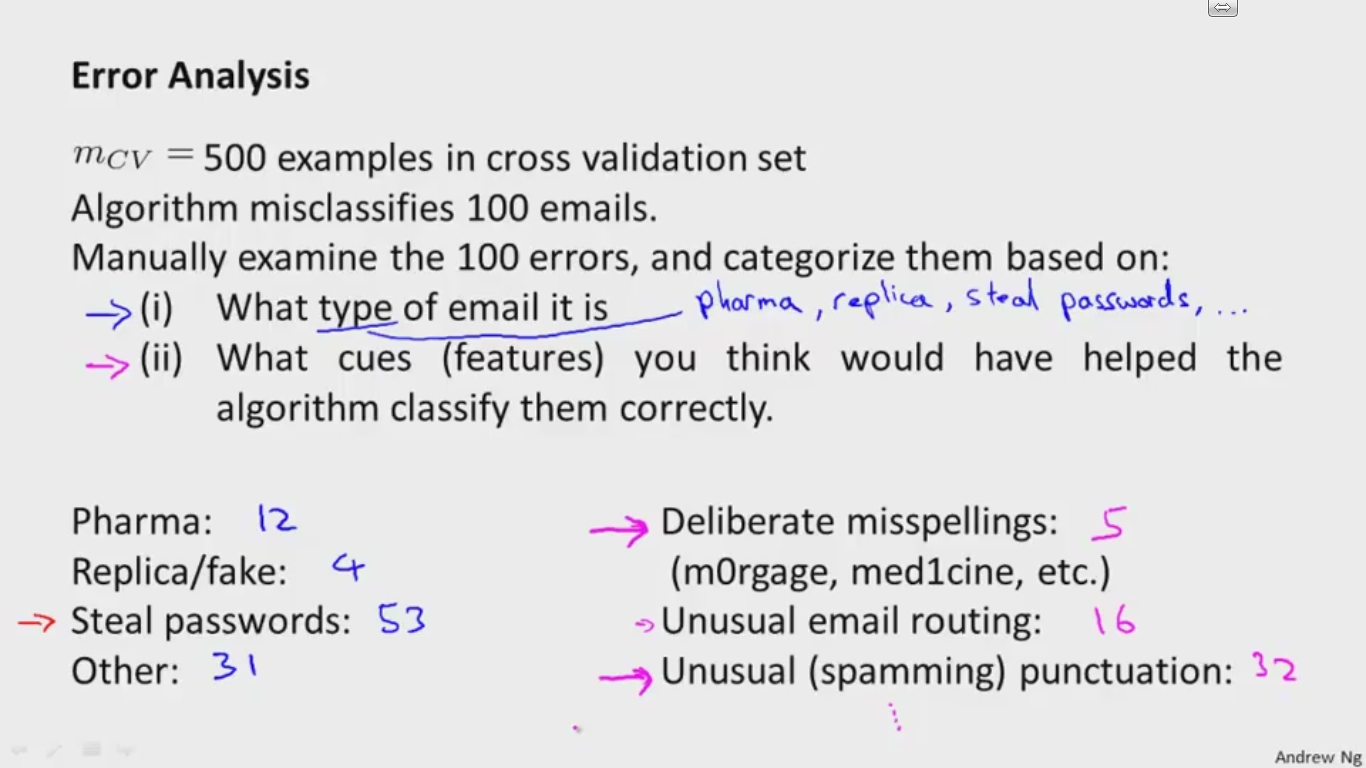 Error Analysis
mCV = 500 examples in cross validation set
Algorithm misclassifies 100 emails.
Manually examine the 100 errors, and categorize them based on:
(i) What type of email it is pharma, replica, steal passwords, ...
(ii) What cues (features) you think would have helped the
algorithm classify them correctly.
Pharma: 12
Replica/fake: 4
Steal passwords: 53
Other: 31
Deliberate misspellings: 5
(m0rgage, med1cine, etc.)
Unusual email routing: 16
Unusual (spamming) punctuation: 32
Andrew Ng